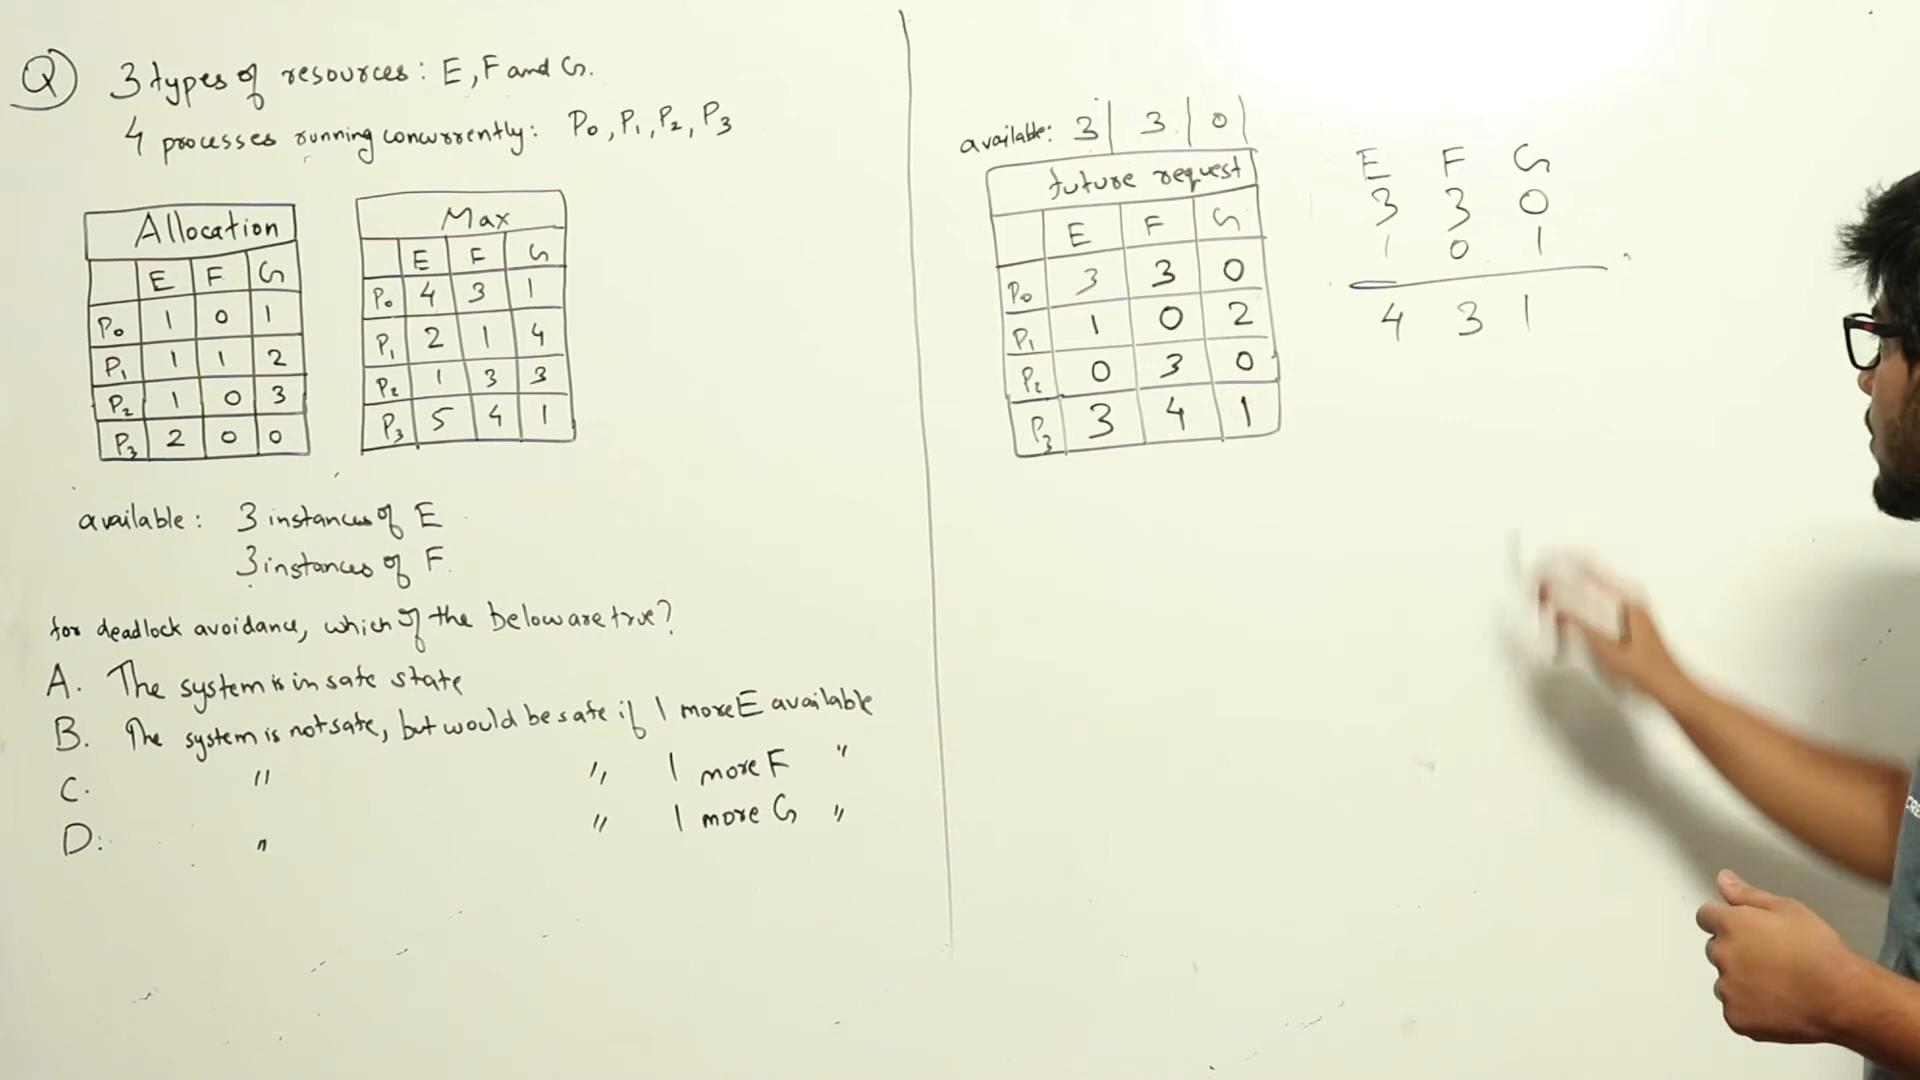 Q 3 types of resources: E, F and G.
4 processes running concurrently: P0, P1, P2, P3
Allocation
E F G
P0 1 0 1
P1 1 1 2
P2 1 0 3
P3 2 0 0
Max
E F G
P0 4 3 1
P1 2 1 4
P2 1 3 3
P3 5 4 1
available: 3 instances of E
3 instances of F
for deadlock avoidance, which of the below are true?
A. The system is in safe state
B. The system is not safe, but would be safe if 1 more E available
C. " " 1 more F "
D: " " 1 more G "
available: 3 3 0
future request
E F G
P0 3 3 0
P1 1 0 2
P2 0 3 0
P3 3 4 1
E F G
3 3 0
1 0 1
4 3 1